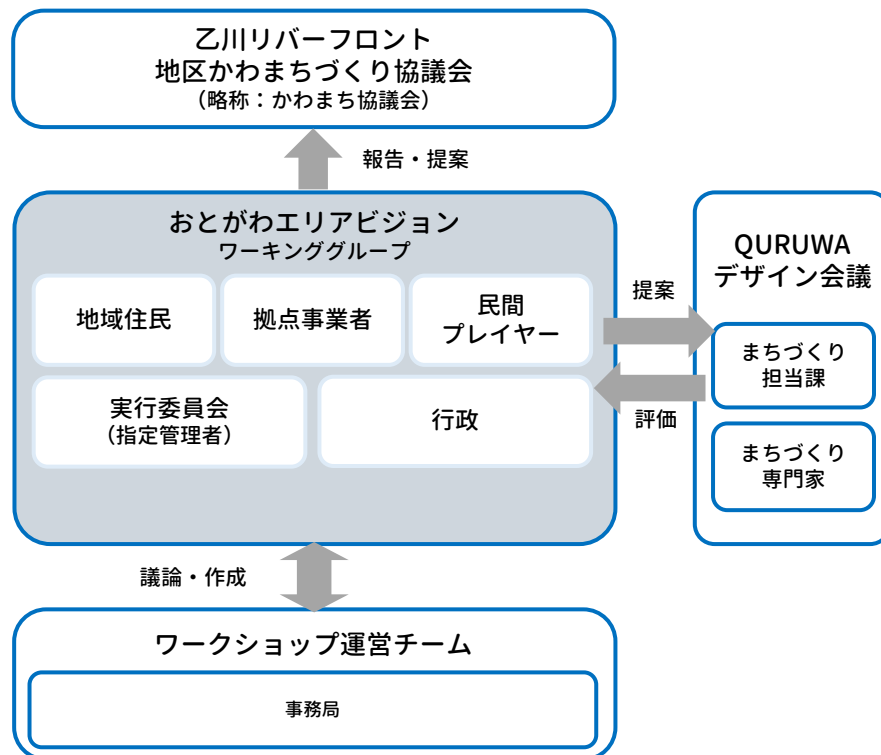 乙川リバーフロント
地区かわまちづくり協議会
（略称：かわまち協議会）
報告・提案
おとがわエリアビジョン
ワーキンググループ
地域住民
拠点事業者
民間
プレイヤー
実行委員会
（指定管理者）
行政
提案
評価
QURUWA
デザイン会議
まちづくり
担当課
まちづくり
専門家
議論・作成
ワークショップ運営チーム
事務局